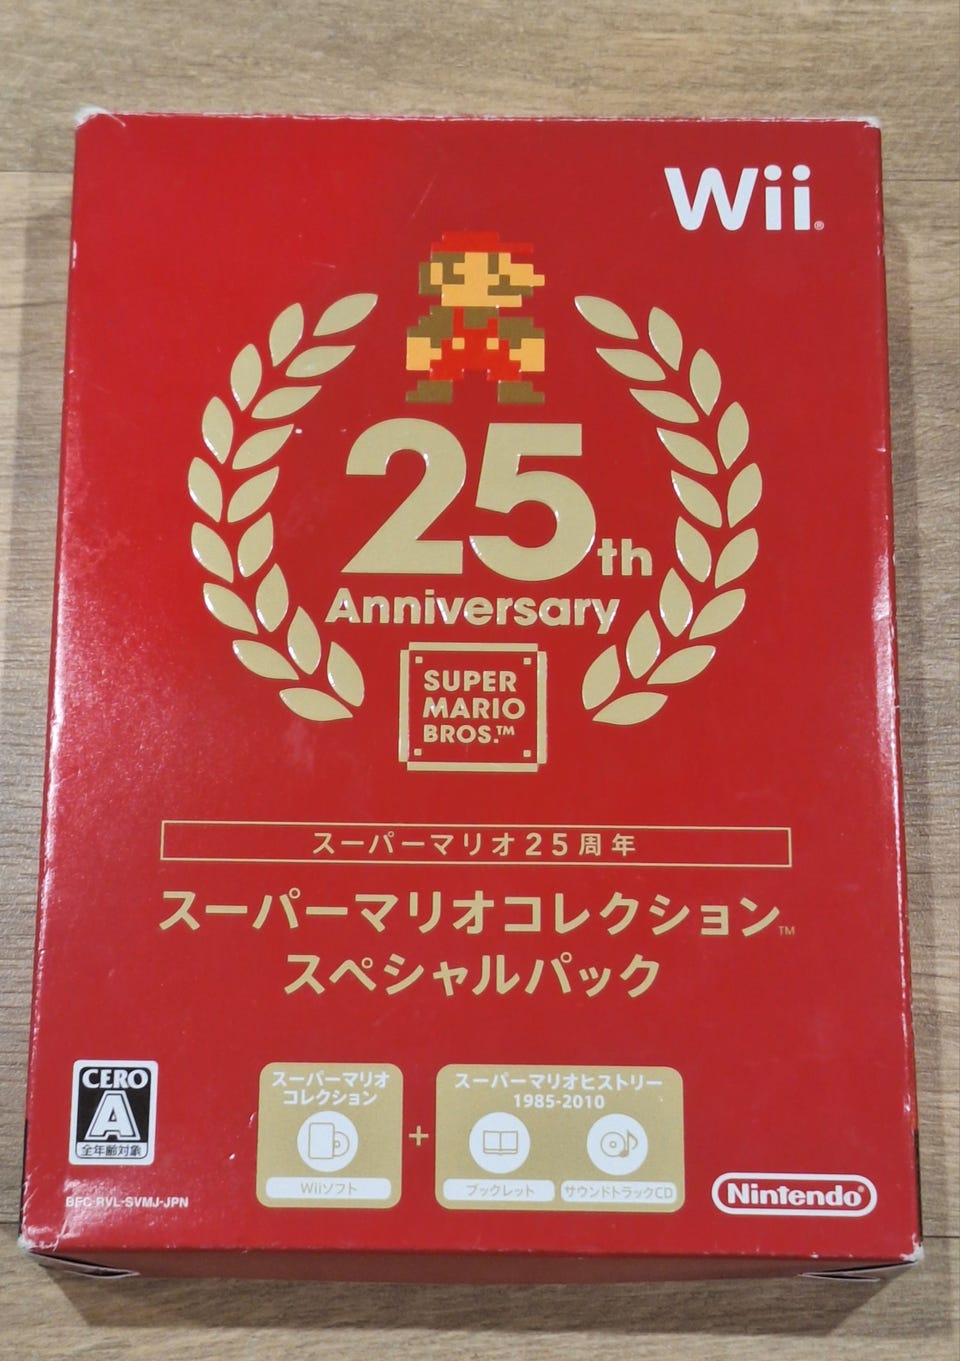 Wii®
25th
Anniversary
SUPER
MARIO
BROS.™
スーパーマリオ25周年
スーパーマリオコレクション™
スペシャルパック
CERO
A
全年齢対象
BFC-RVL-SVMJ-JPN
スーパーマリオ
コレクション
Wiiソフト
+
スーパーマリオヒストリー
1985-2010
ブックレット
サウンドトラックCD
Nintendo®